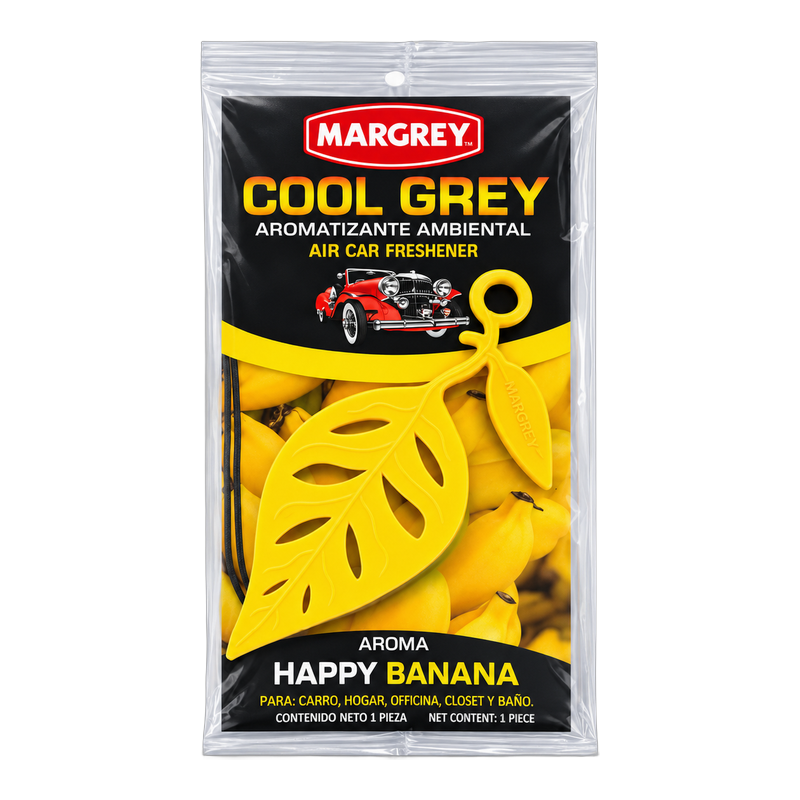 MARGREY™
COOL GREY
AROMATIZANTE AMBIENTAL
AIR CAR FRESHENER
MARGREY
AROMA
HAPPY BANANA
PARA: CARRO, HOGAR, OFFICINA, CLOSET Y BAÑO.
CONTENIDO NETO 1 PIEZA NET CONTENT: 1 PIECE